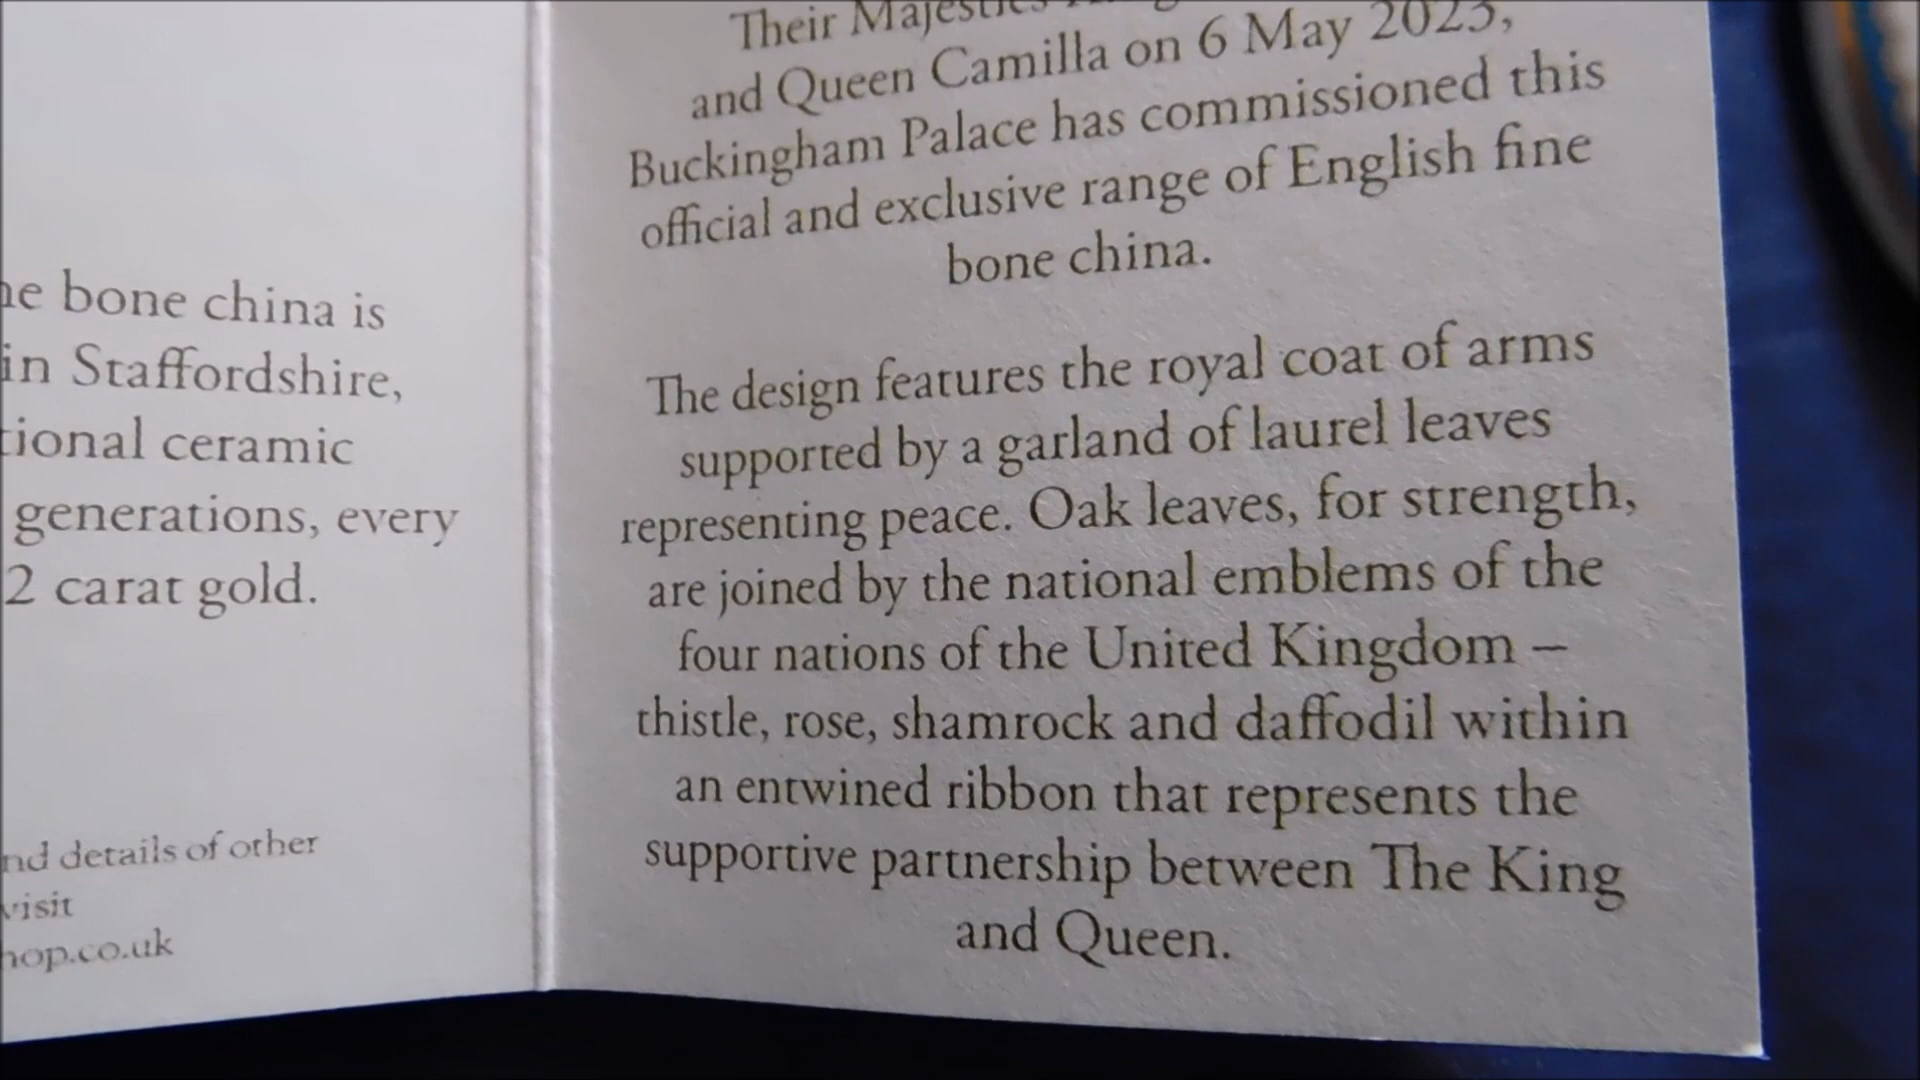 bone china is
in Staffordshire,
ceramic
generations, every
carat gold.
details of other
visit
Their
and Queen Camilla on 6 May 2023,
Buckingham Palace has commissioned this
official and exclusive range of English fine
bone china.
The design features the royal coat of arms
supported by a garland of laurel leaves
representing peace. Oak leaves, for strength,
are joined by the national emblems of the
four nations of the United Kingdom –
thistle, rose, shamrock and daffodil within
an entwined ribbon that represents the
supportive partnership between The King
and Queen.